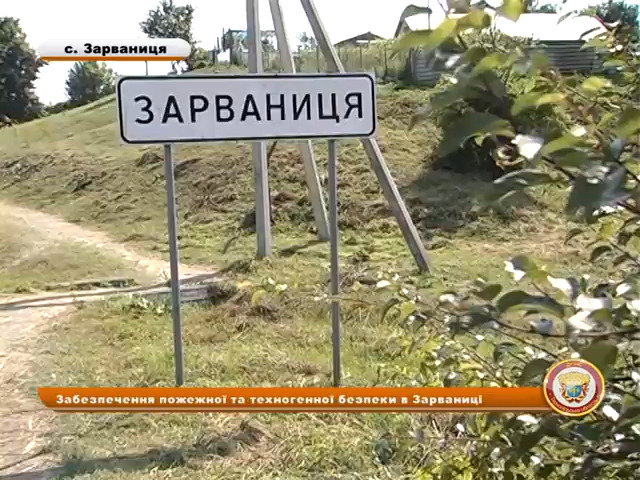 с. Зарваниця
ЗАРВАНИЦЯ
Забезпечення пожежної та техногенної безпеки в Зарваниці